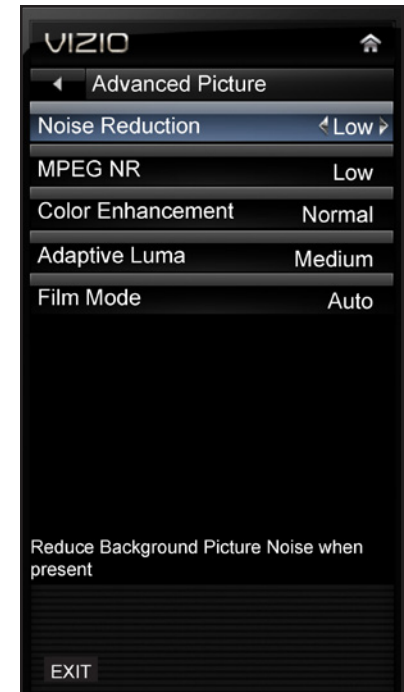 VIZIO
Advanced Picture
Noise Reduction Low
MPEG NR Low
Color Enhancement Normal
Adaptive Luma Medium
Film Mode Auto
Reduce Background Picture Noise when
present
EXIT